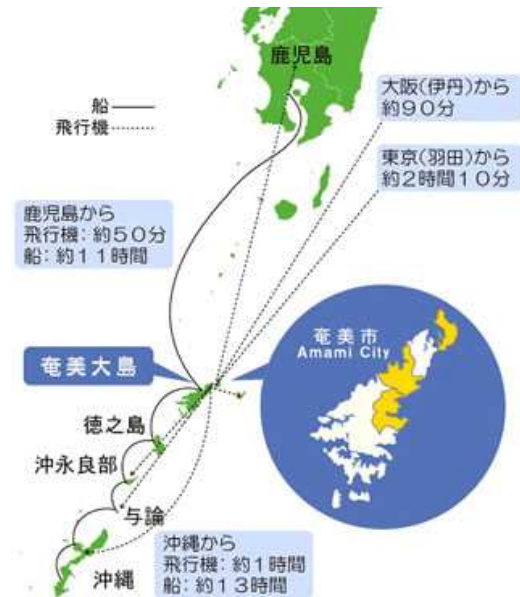 鹿児島
船
飛行機
大阪(伊丹)から
約90分
東京(羽田)から
約2時間10分
鹿児島から
飛行機:約50分
船:約11時間
奄美市
Amami City
奄美大島
徳之島
沖永良部
与論
沖縄から
飛行機:約1時間
船:約13時間
沖縄